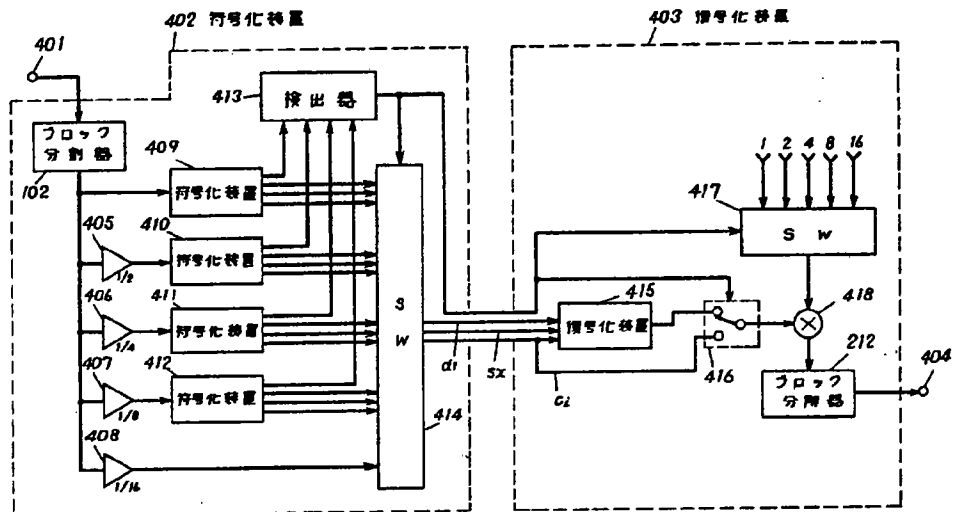 402 符号化装置
403 復号化装置
401
413
検出器
ブロック
分割器
102
409
符号化装置
405
1/2
410
符号化装置
406
1/4
411
符号化装置
407
1/8
412
符号化装置
408
1/16
S
W
414
di
sx
ai
1 2 4 8 16
417
S W
415
復号化装置
416
418
212
ブロック
分解器
404